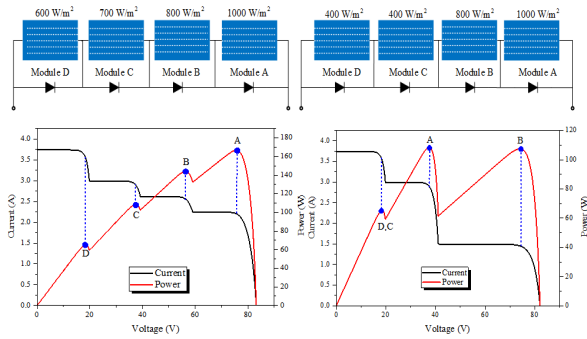 600 W/m² 700 W/m² 800 W/m² 1000 W/m²
Module D Module C Module B Module A
400 W/m² 400 W/m² 800 W/m² 1000 W/m²
Module D Module C Module B Module A
Current (A)
4.0
3.5
3.0
2.5
2.0
1.5
1.0
0.5
0.0
0 20 40 60 80
Voltage (V)
180
160
140
120
100
80
60
40
20
0
Power (W)
A
B
C
D
Current
Power
Current (A)
4.0
3.5
3.0
2.5
2.0
1.5
1.0
0.5
0.0
0 20 40 60 80
Voltage (V)
120
100
80
60
40
20
0
Power (W)
A
B
D,C
Current
Power